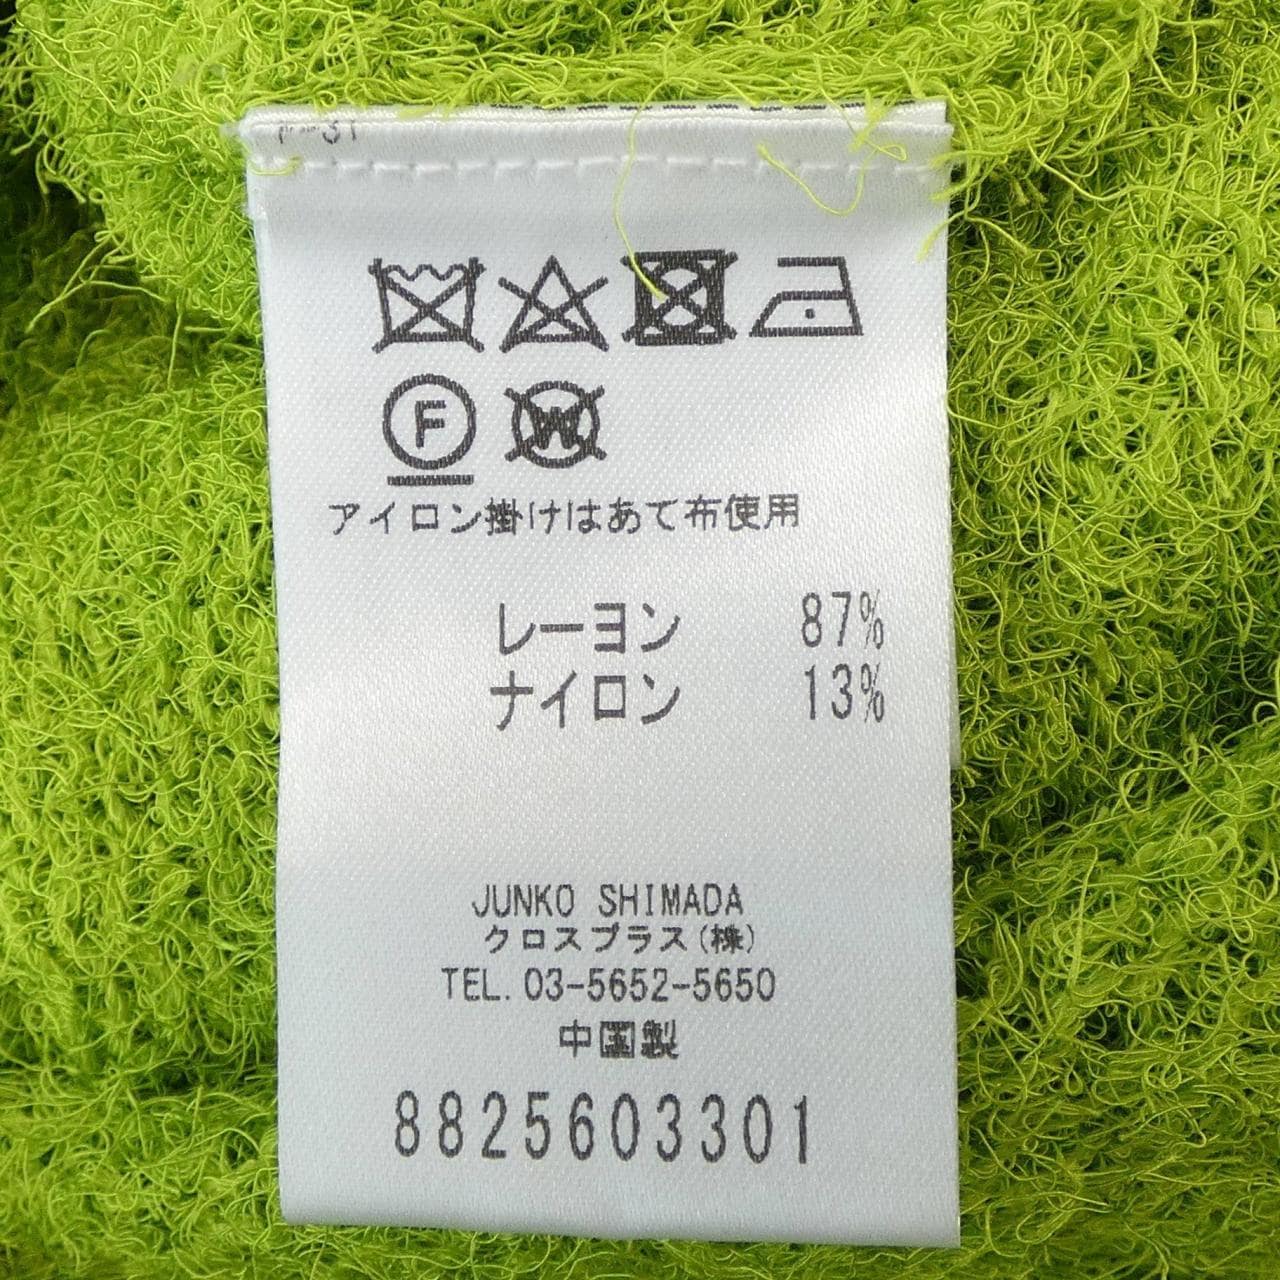 F
W
アイロン掛けはあて布使用
レーヨン 87%
ナイロン 13%
JUNKO SHIMADA
クロスプラス(株)
TEL. 03-5652-5650
中国製
8825603301